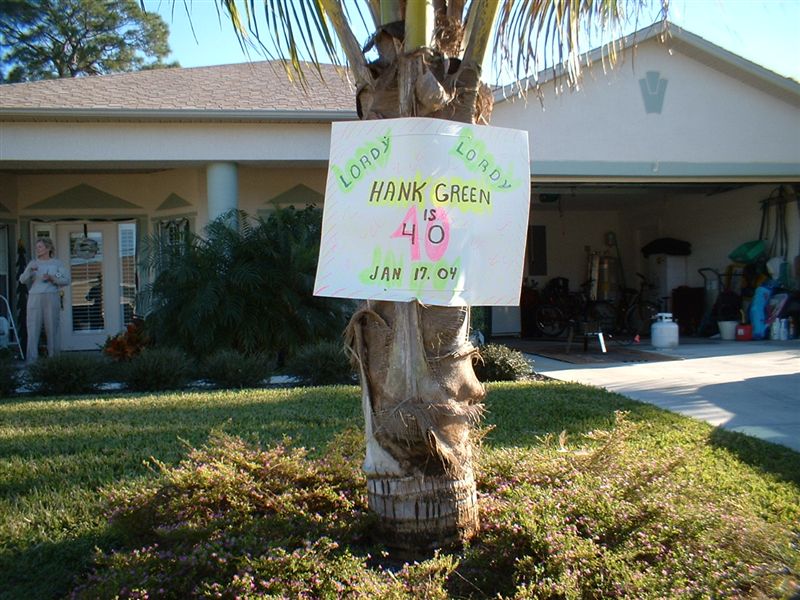 LORDY LORDY
HANK GREEN
IS
40
JAN 17. 04